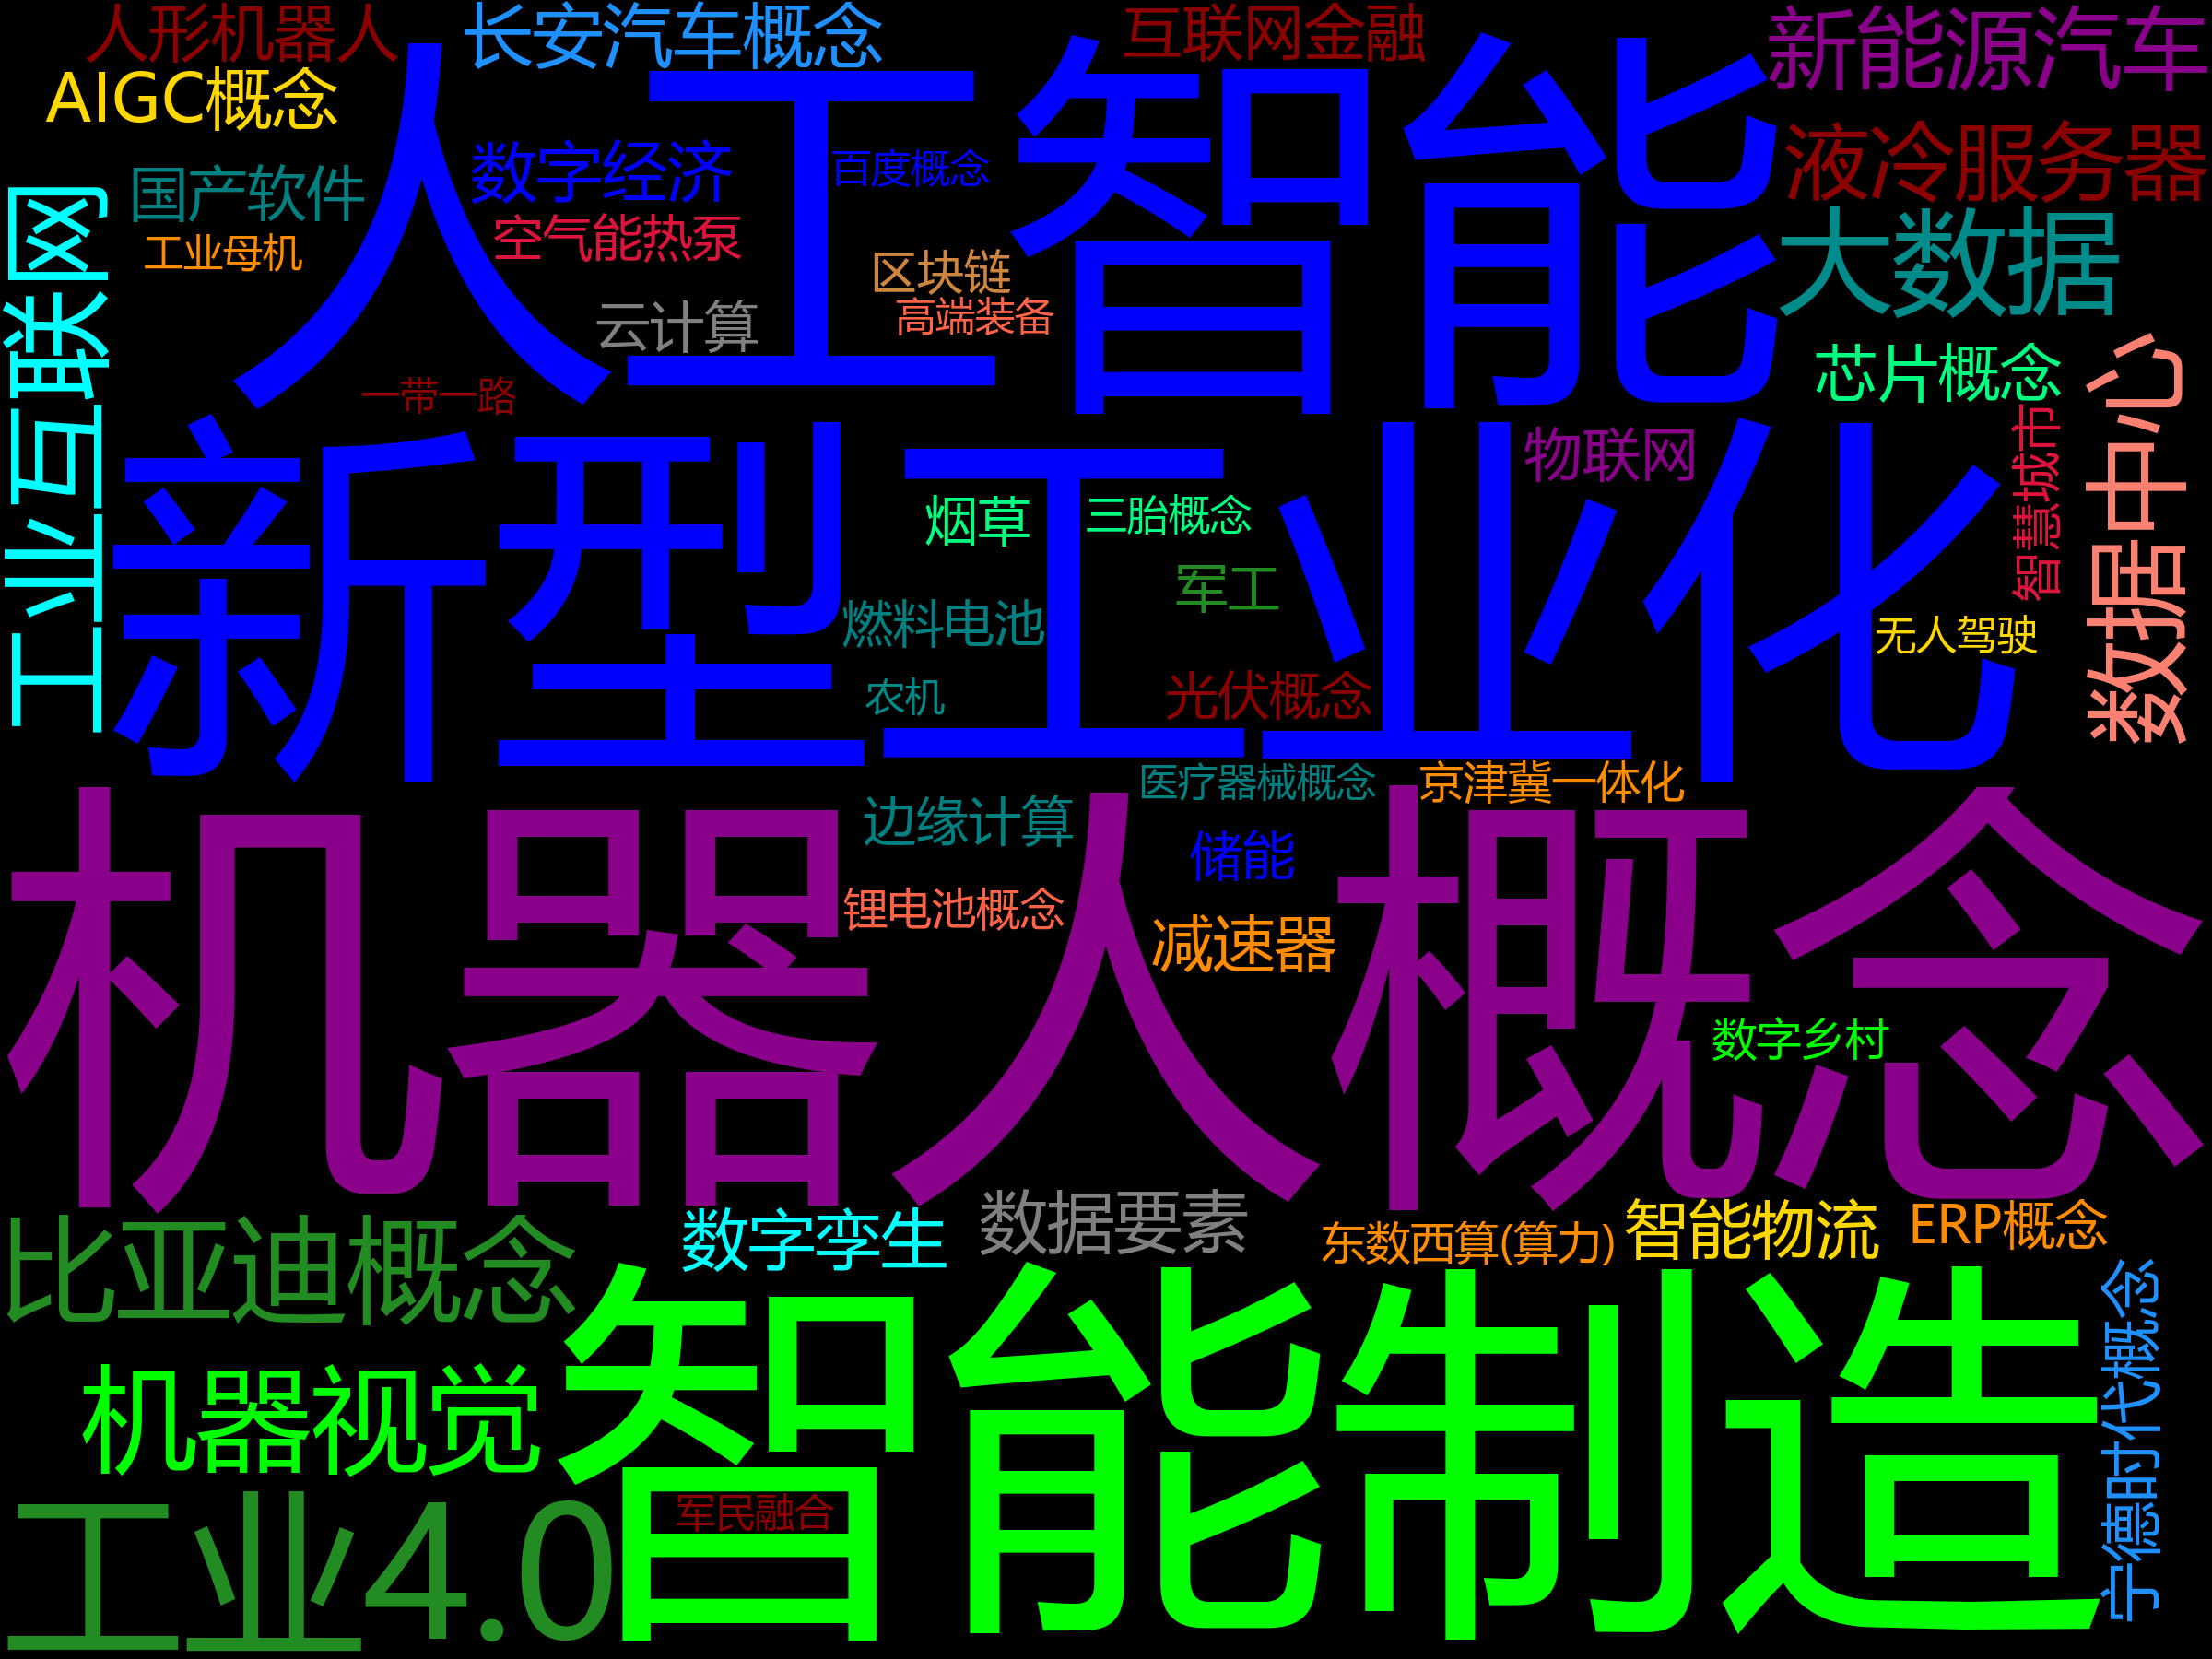 人形机器人
长安汽车概念
互联网金融
新能源汽车
AIGC概念
人工智能
液冷服务器
数字经济
百度概念
国产软件
工业互联网
大数据
空气能热泵
工业母机
区块链
高端装备
云计算
芯片概念
数据中心
一带一路
智慧城市
新型工业化
物联网
烟草
三胎概念
军工
燃料电池
无人驾驶
农机
光伏概念
医疗器械概念
京津冀一体化
机器人概念
边缘计算
储能
锂电池概念
减速器
数字乡村
数据要素
数字孪生
东数西算(算力)
智能物流
ERP概念
比亚迪概念
宁德时代概念
智能制造
机器视觉
工业4.0
军民融合